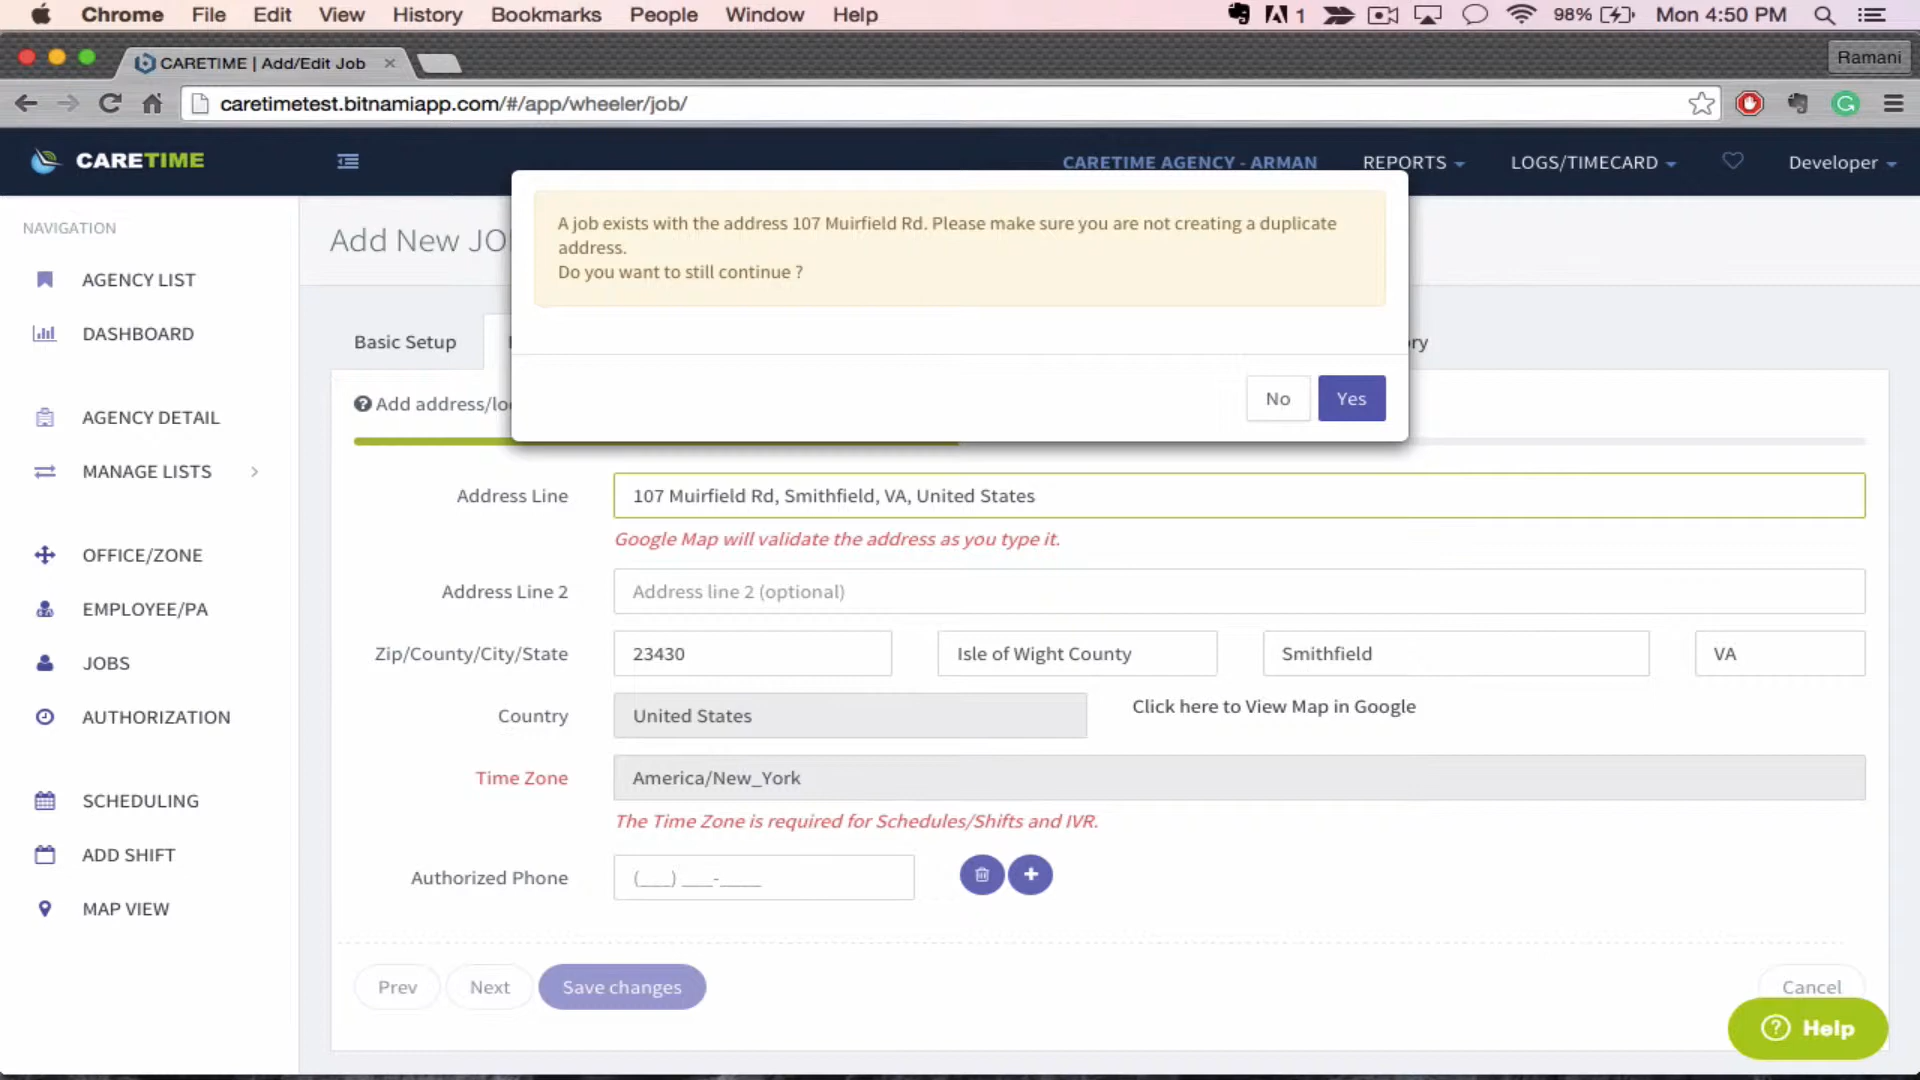 Chrome File Edit View History Bookmarks People Window Help 1 98% Mon 4:50 PM
CARETIME | Add/Edit Job Ramani
caretimetest.bitnamiapp.com/#/app/wheeler/job/
CARETIME CARETIME AGENCY - ARMAN REPORTS LOGS/TIMECARD Developer
A job exists with the address 107 Muirfield Rd. Please make sure you are not creating a duplicate
address.
Do you want to still continue ?
No Yes
NAVIGATION
AGENCY LIST
DASHBOARD
AGENCY DETAIL
MANAGE LISTS
OFFICE/ZONE
EMPLOYEE/PA
JOBS
AUTHORIZATION
SCHEDULING
ADD SHIFT
MAP VIEW
Add New JO
Basic Setup ry
Add address/lo
Address Line 107 Muirfield Rd, Smithfield, VA, United States
Google Map will validate the address as you type it.
Address Line 2 Address line 2 (optional)
Zip/County/City/State 23430 Isle of Wight County Smithfield VA
Country United States Click here to View Map in Google
Time Zone America/New_York
The Time Zone is required for Schedules/Shifts and IVR.
Authorized Phone (___) ___-____
Prev Next Save changes Cancel
Help